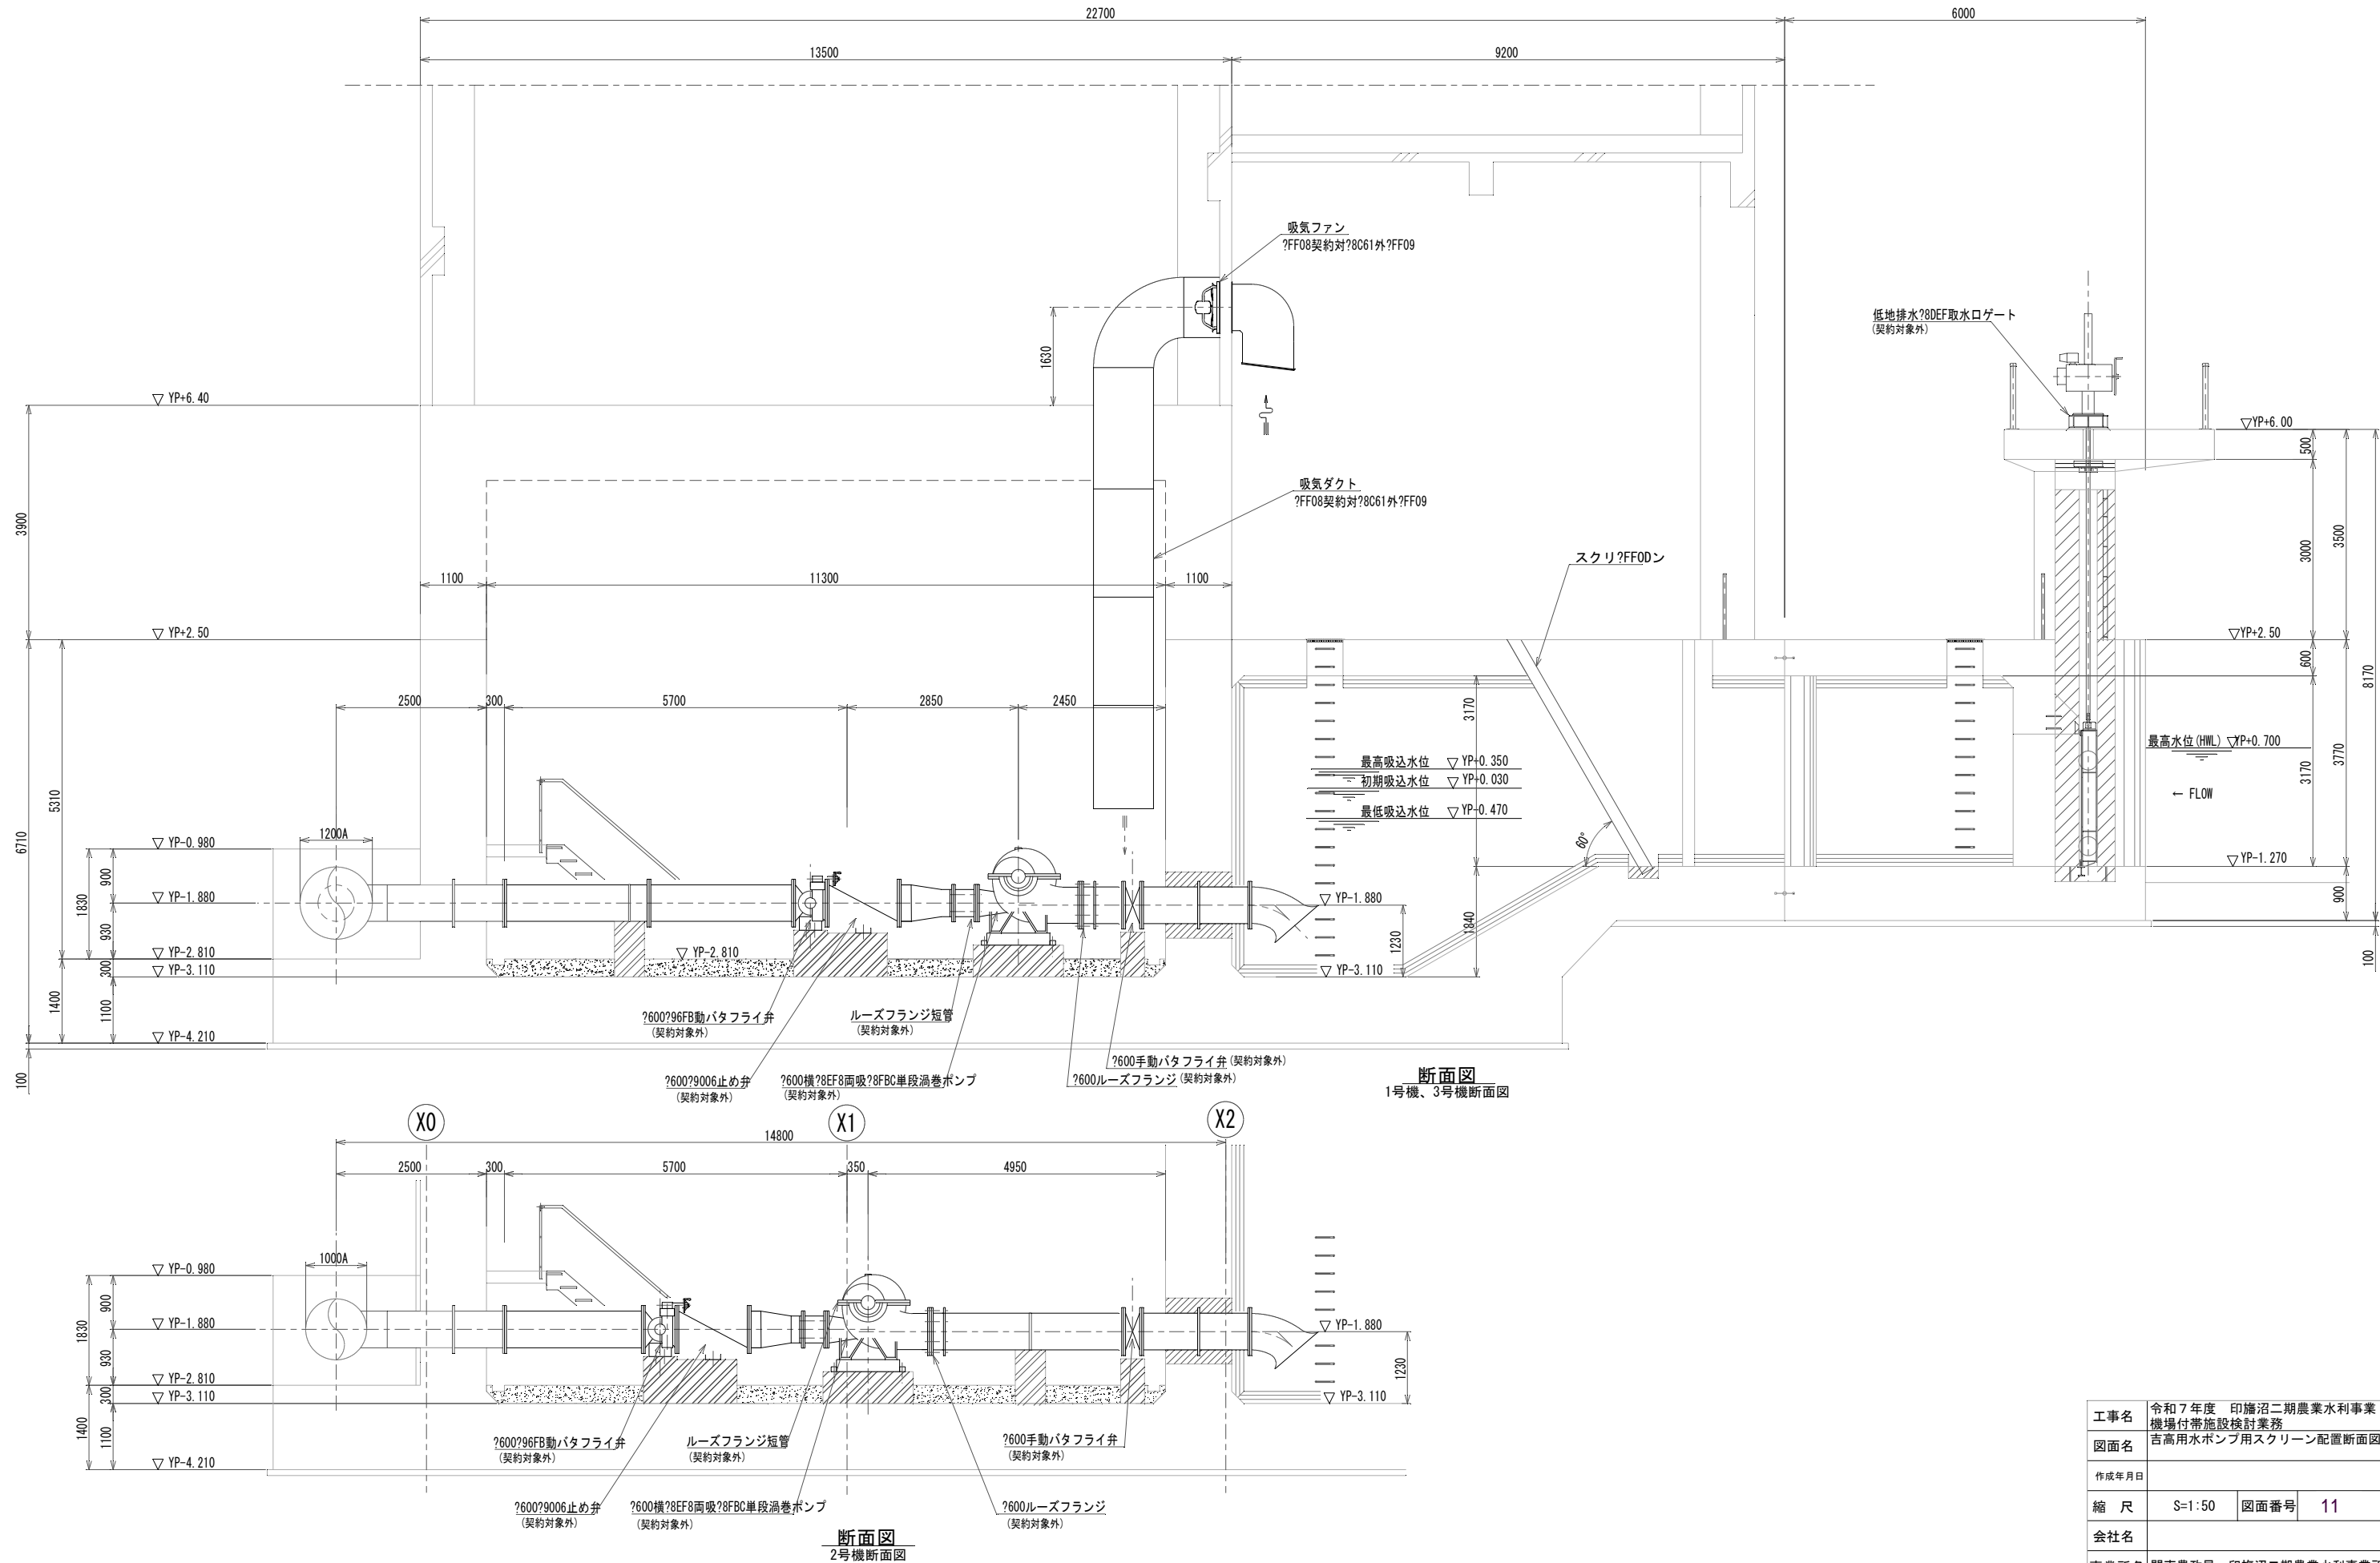 22700
6000
13500
9200
吸気ファン
?FF08契約対?8C61外?FF09
低地排水?8DEF取水口ゲート
(契約対象外)
1630
▽ YP+6.40
▽YP+6.00
500
吸気ダクト
?FF08契約対?8C61外?FF09
3900
3000
3500
スクリ?FF0Dン
1100
11300
1100
▽ YP+2.50
▽YP+2.50
600
8170
2500
300
5700
2850
2450
3170
最高水位(HWL) ▽YP+0.700
最高吸込水位 ▽ YP+0.350
初期吸込水位 ▽ YP+0.030
最低吸込水位 ▽ YP-0.470
3770
3170
← FLOW
5310
6710
1200A
60°
▽ YP-0.980
▽ YP-1.270
900
▽ YP-1.880
▽ YP-1.880
1830
930
900
1840
1230
▽ YP-2.810
▽ YP-2.810
300
▽ YP-3.110
▽ YP-3.110
100
1400
1100
?600?96FB動バタフライ弁
(契約対象外)
ルーズフランジ短管
(契約対象外)
▽ YP-4.210
100
?600手動バタフライ弁(契約対象外)
?600?9006止め弁
(契約対象外)
?600横?8EF8両吸?8FBC単段渦巻ポンプ
(契約対象外)
?600ルーズフランジ(契約対象外)
断面図
1号機、3号機断面図
X0
X1
X2
14800
2500
300
5700
350
4950
1000A
▽ YP-0.980
900
▽ YP-1.880
▽ YP-1.880
1830
930
1230
▽ YP-2.810
300
▽ YP-3.110
▽ YP-3.110
1400
1100
?600?96FB動バタフライ弁
(契約対象外)
ルーズフランジ短管
(契約対象外)
?600手動バタフライ弁
(契約対象外)
▽ YP-4.210
?600?9006止め弁
(契約対象外)
?600横?8EF8両吸?8FBC単段渦巻ポンプ
(契約対象外)
?600ルーズフランジ
(契約対象外)
断面図
2号機断面図
工事名 令和7年度 印旛沼二期農業水利事業
機場付帯施設検討業務
図面名 吉高用水ポンプ用スクリーン配置断面図
作成年月日
縮 尺 S=1:50 図面番号 11
会社名